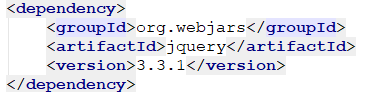 <dependency>
    <groupId>org.webjars</groupId>
    <artifactId>jquery</artifactId>
    <version>3.3.1</version>
</dependency>